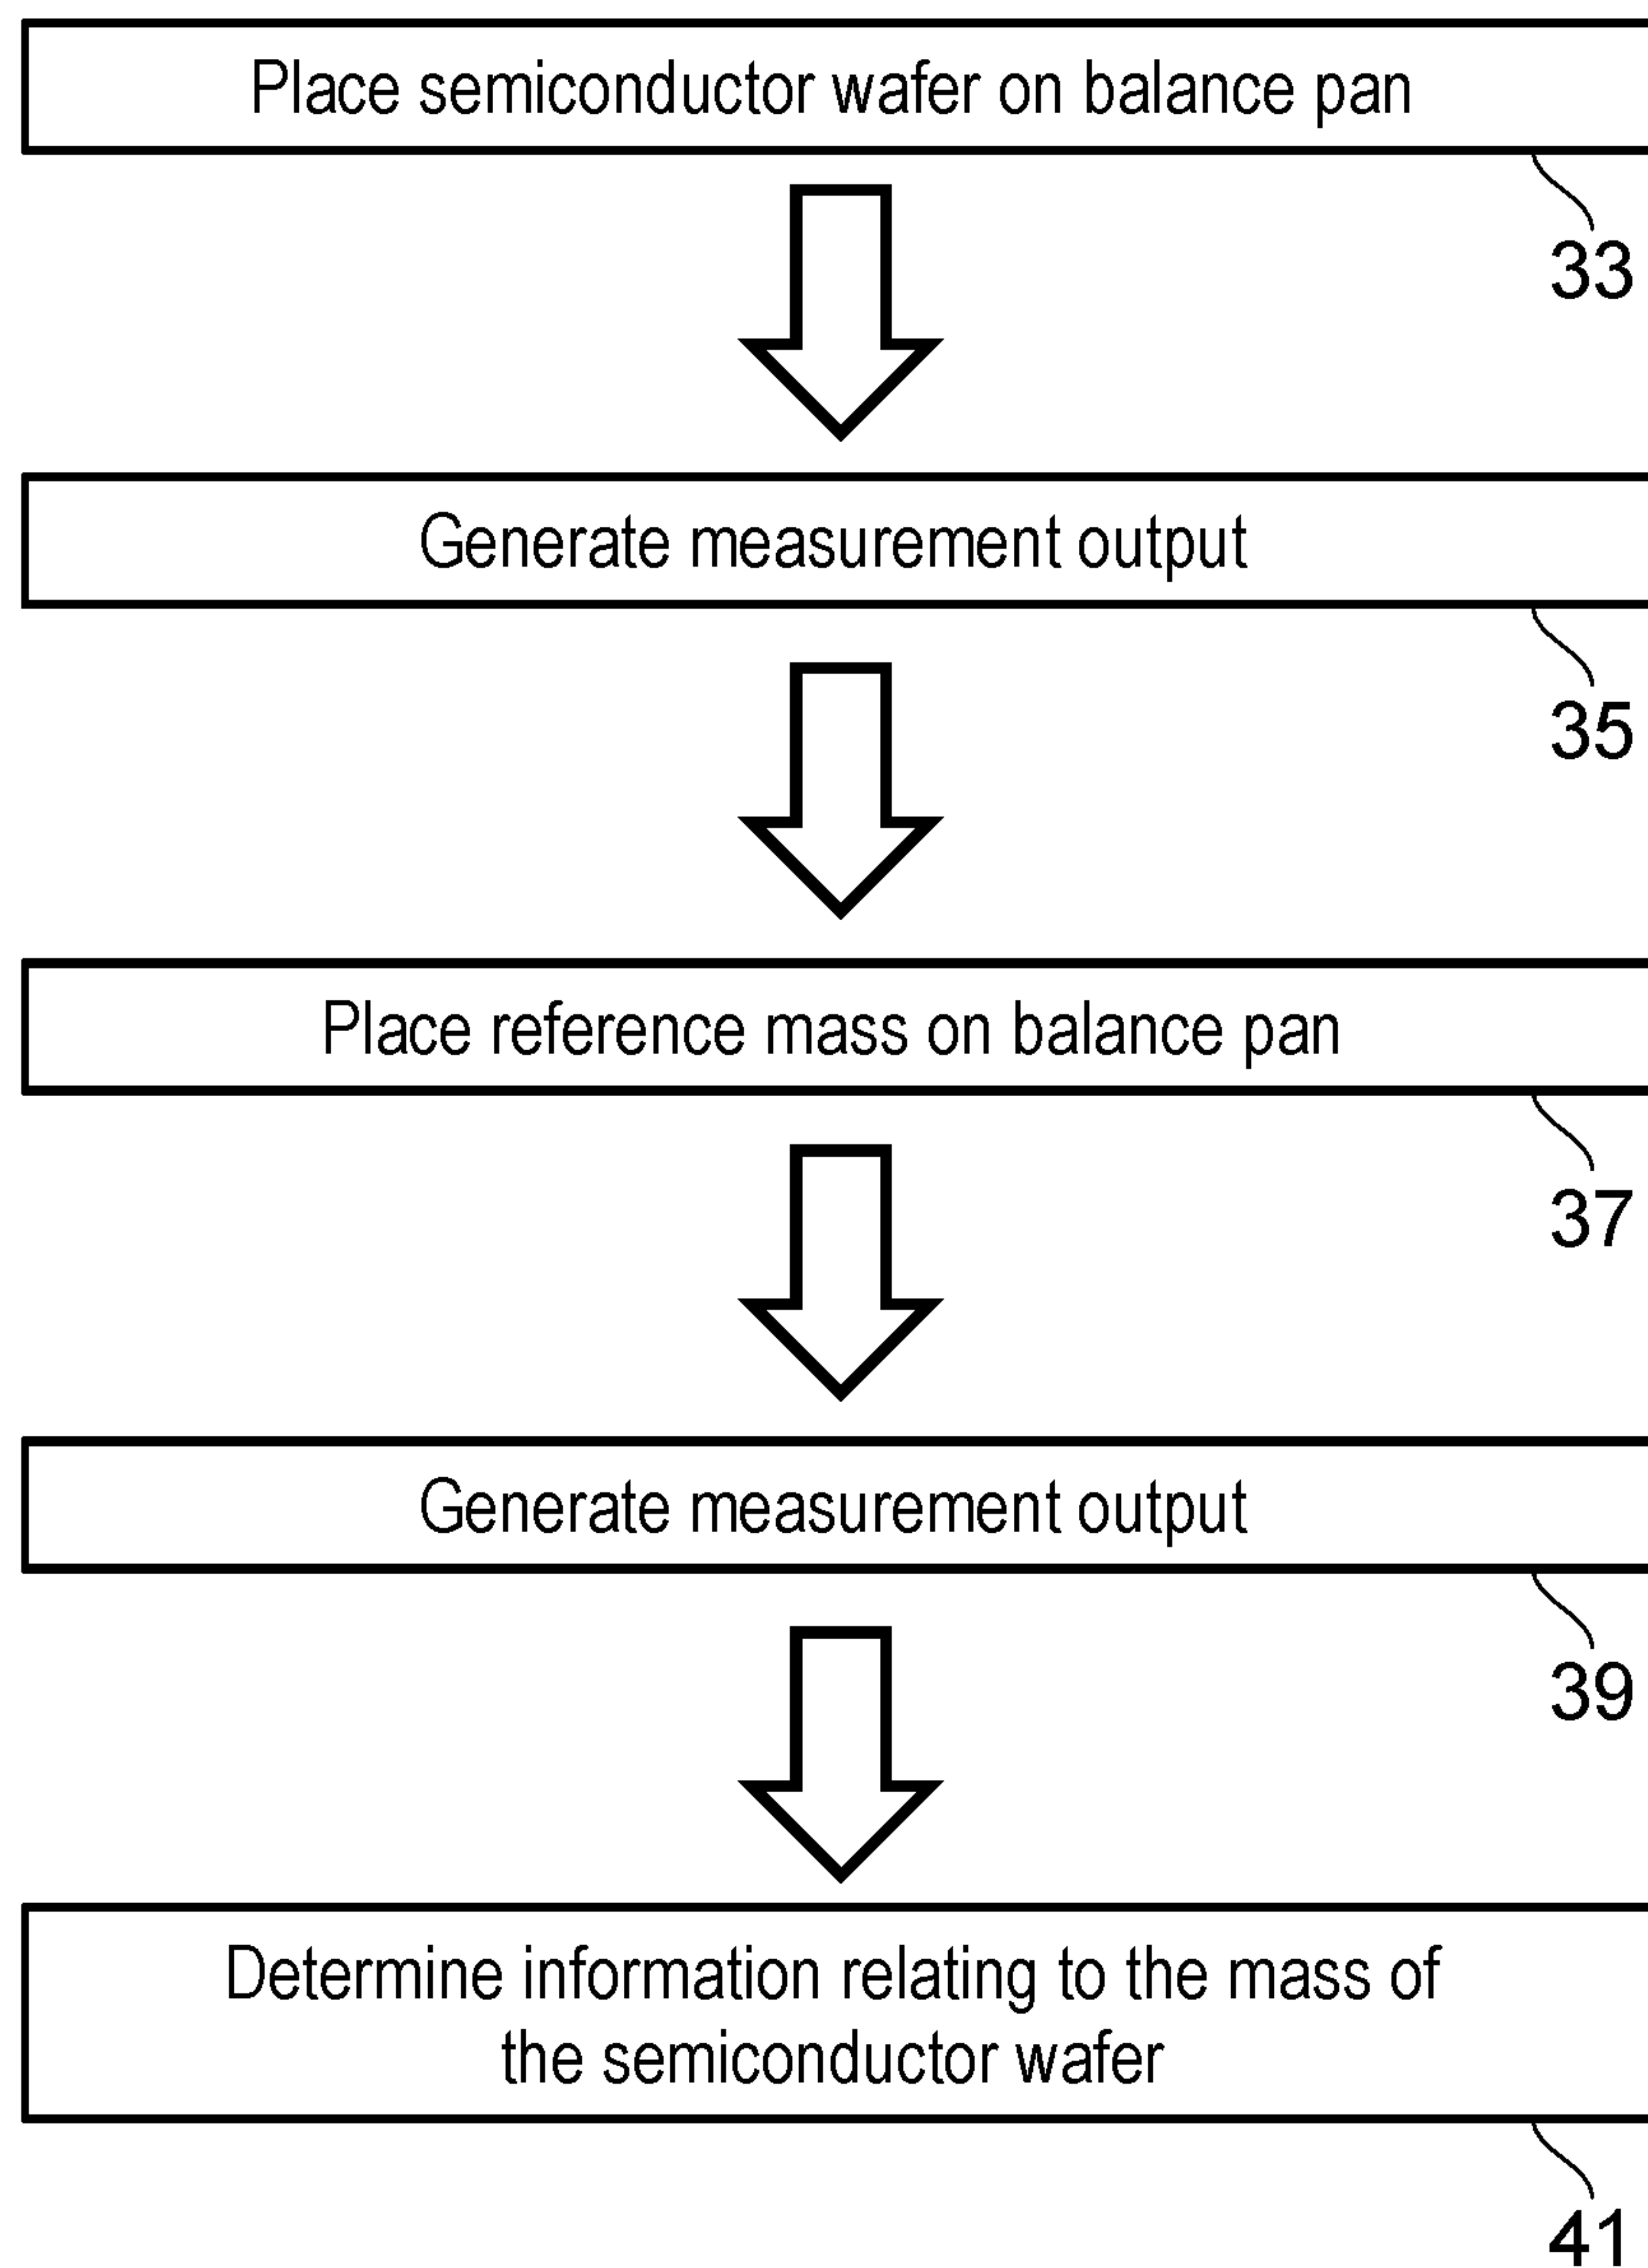 Place semiconductor wafer on balance pan
33
Generate measurement output
35
Place reference mass on balance pan
37
Generate measurement output
39
Determine information relating to the mass of
the semiconductor wafer
41